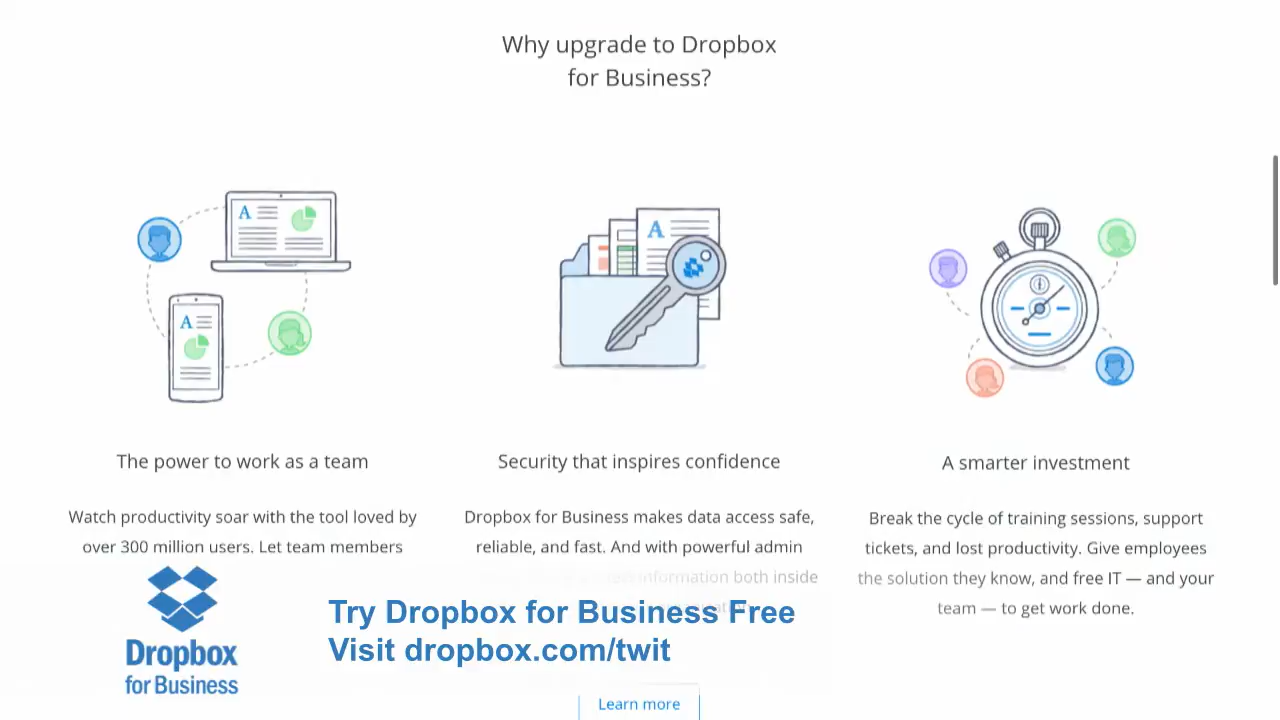 Why upgrade to Dropbox
for Business?
A
A
A
The power to work as a team
Watch productivity soar with the tool loved by
over 300 million users. Let team members
Security that inspires confidence
Dropbox for Business makes data access safe,
reliable, and fast. And with powerful admin
information both inside
A smarter investment
Break the cycle of training sessions, support
tickets, and lost productivity. Give employees
the solution they know, and free IT — and your
team — to get work done.
Dropbox
for Business
Try Dropbox for Business Free
Visit dropbox.com/twit
Learn more